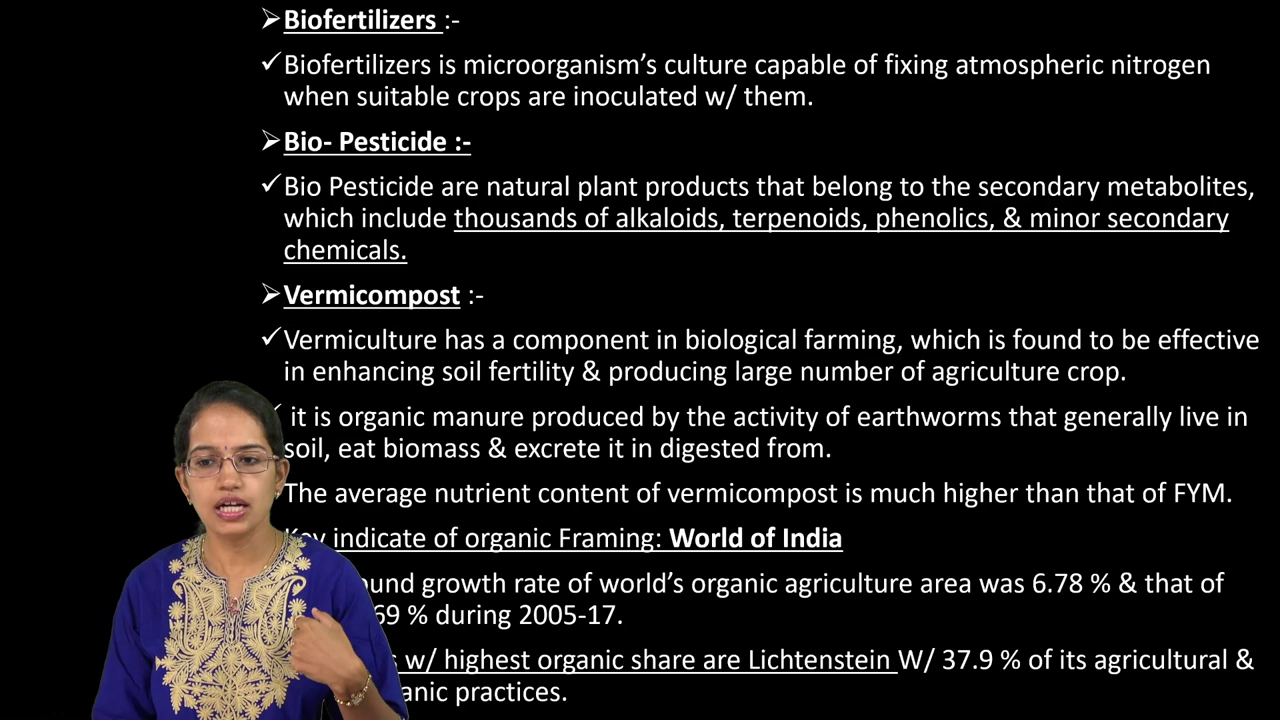 Biofertilizers :-
Biofertilizers is microorganism's culture capable of fixing atmospheric nitrogen
when suitable crops are inoculated w/ them.
Bio- Pesticide :-
Bio Pesticide are natural plant products that belong to the secondary metabolites,
which include thousands of alkaloids, terpenoids, phenolics, & minor secondary
chemicals.
Vermicompost :-
Vermiculture has a component in biological farming, which is found to be effective
in enhancing soil fertility & producing large number of agriculture crop.
it is organic manure produced by the activity of earthworms that generally live in
soil, eat biomass & excrete it in digested from.
The average nutrient content of vermicompost is much higher than that of FYM.
Key indicate of organic Framing: World of India
growth rate of world's organic agriculture area was 6.78 % & that of
69 % during 2005-17.
w/ highest organic share are Lichtenstein W/ 37.9 % of its agricultural &
practices.